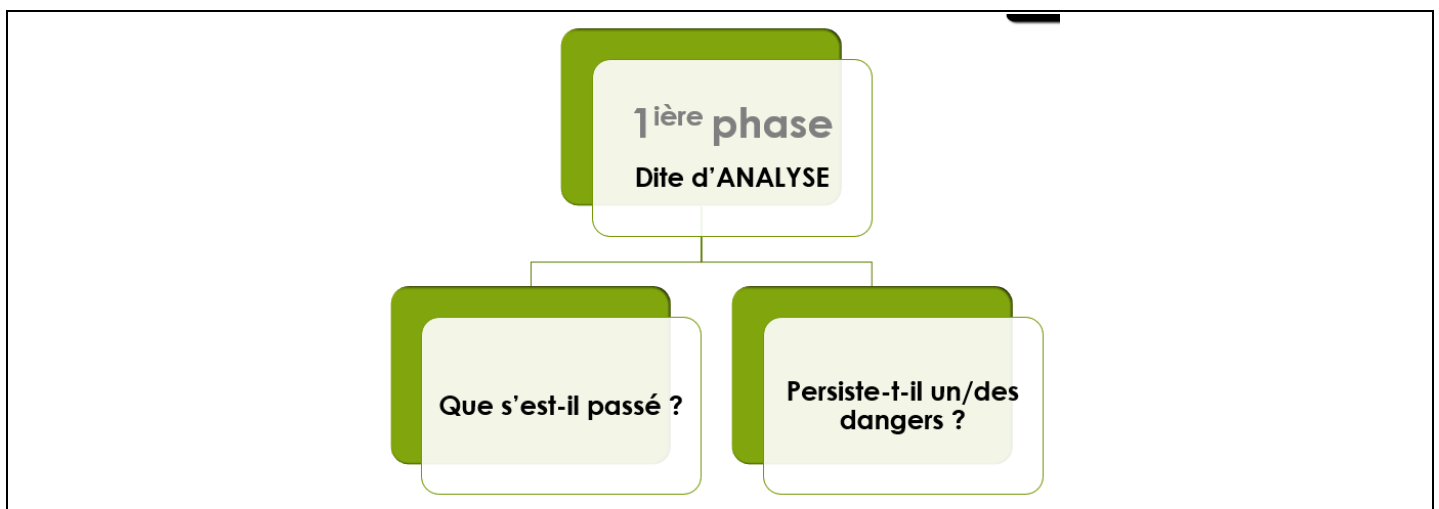 1ière phase
Dite d'ANALYSE
Que s'est-il passé ?
Persiste-t-il un/des
dangers ?